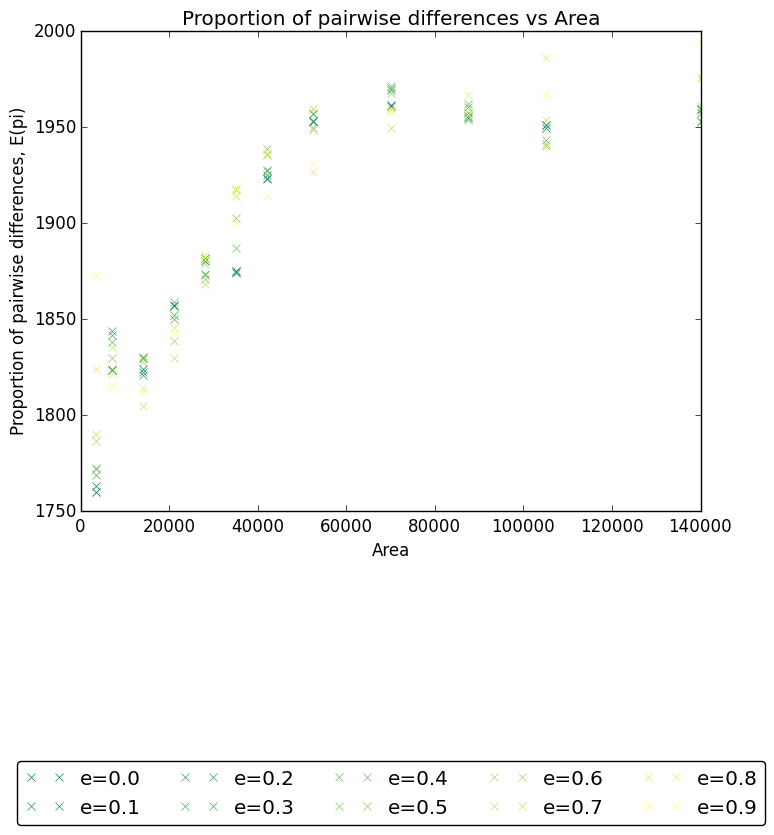 Proportion of pairwise differences vs Area
Proportion of pairwise differences, E(pi)
2000
1950
1900
1850
1800
1750
0 20000 40000 60000 80000 100000 120000 140000
Area
e=0.0 e=0.2 e=0.4 e=0.6 e=0.8
e=0.1 e=0.3 e=0.5 e=0.7 e=0.9